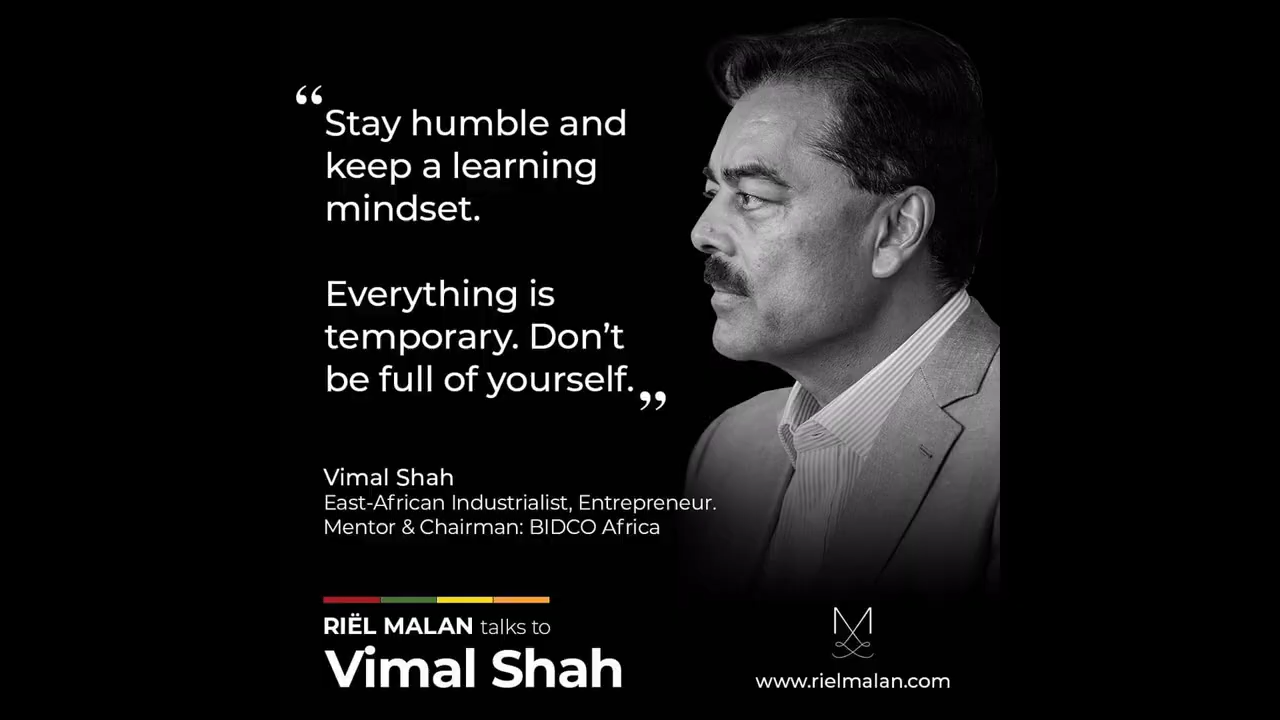 “Stay humble and
keep a learning
mindset.
Everything is
temporary. Don’t
be full of yourself.”
Vimal Shah
East-African Industrialist, Entrepreneur.
Mentor & Chairman: BIDCO Africa
RIËL MALAN talks to
Vimal Shah
M
www.rielmalan.com